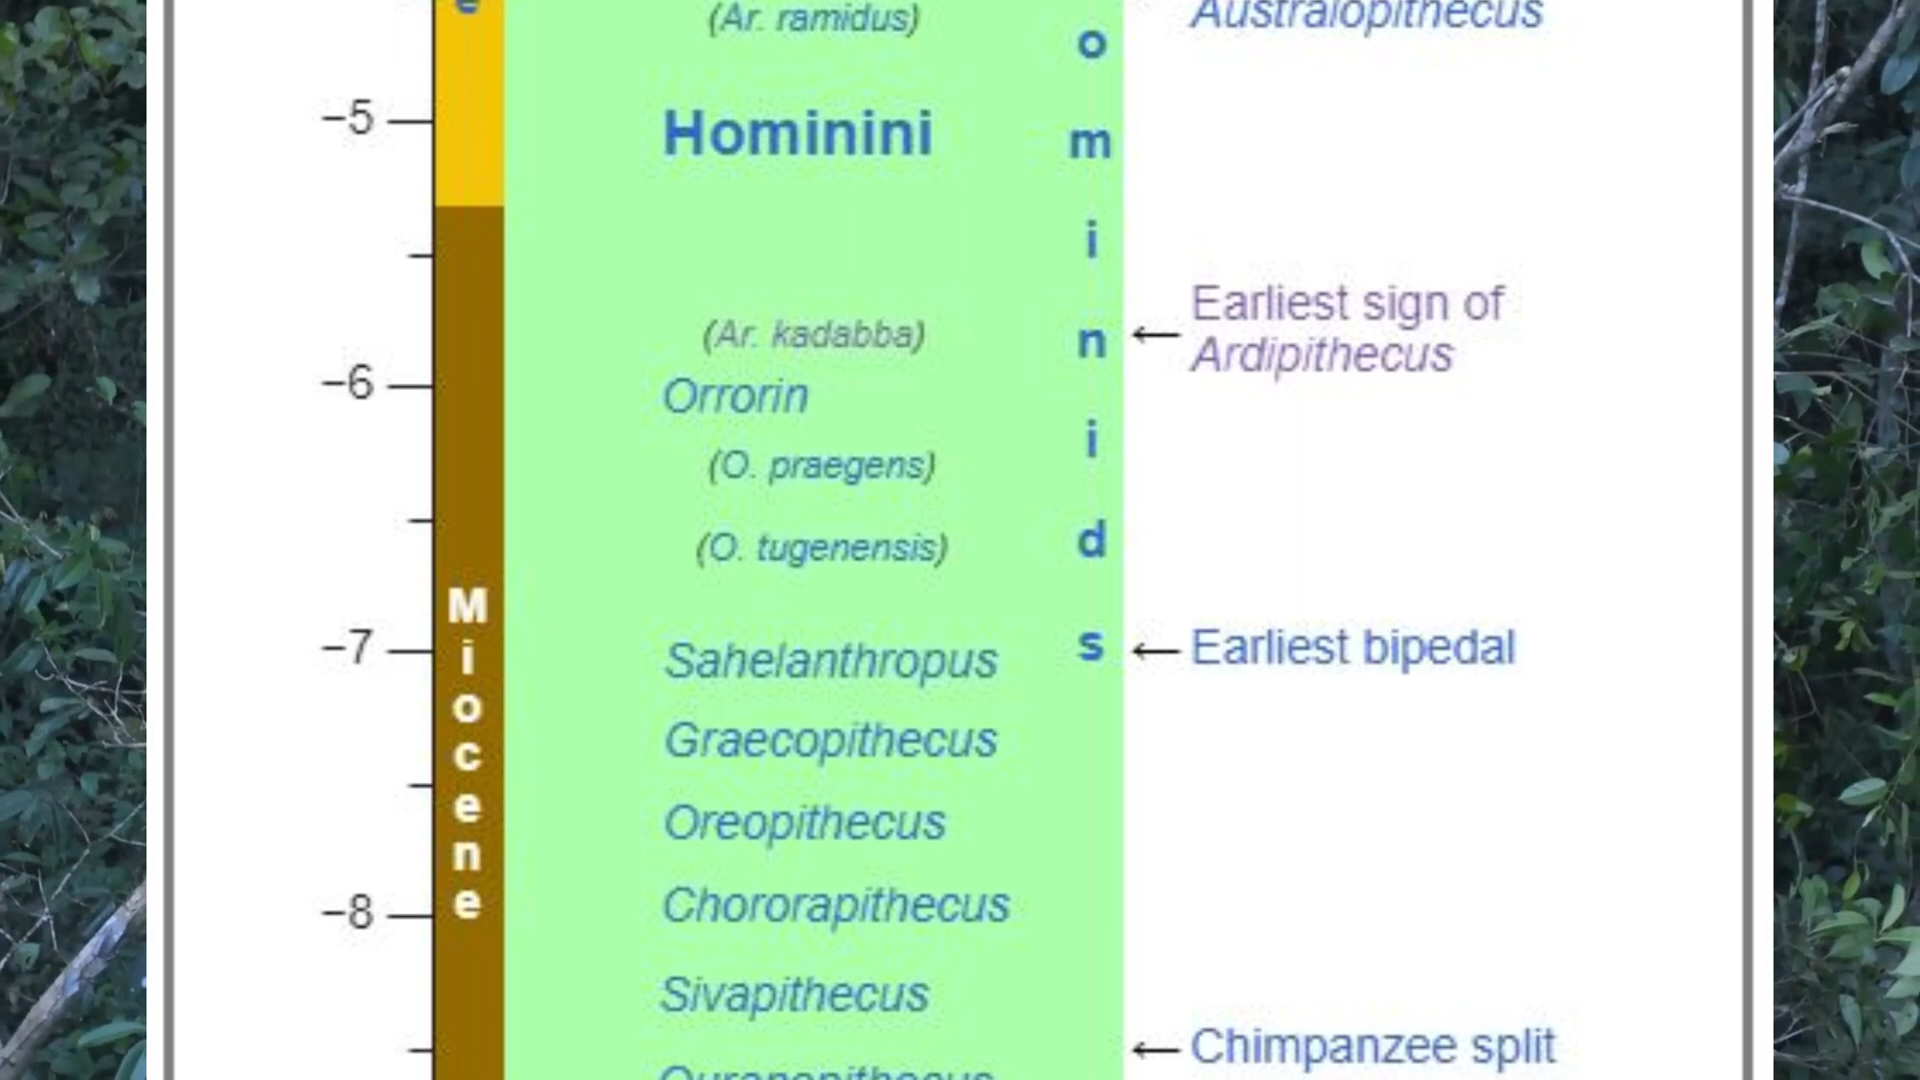 e
(Ar. ramidus)
Australopithecus
o
−5
Hominini
m
i
Earliest sign of
Ardipithecus
(Ar. kadabba)
n
−6
Orrorin
i
(O. praegens)
d
(O. tugenensis)
Miocene
−7
Sahelanthropus
s
Earliest bipedal
Graecopithecus
Oreopithecus
−8
Chororapithecus
Sivapithecus
Chimpanzee split